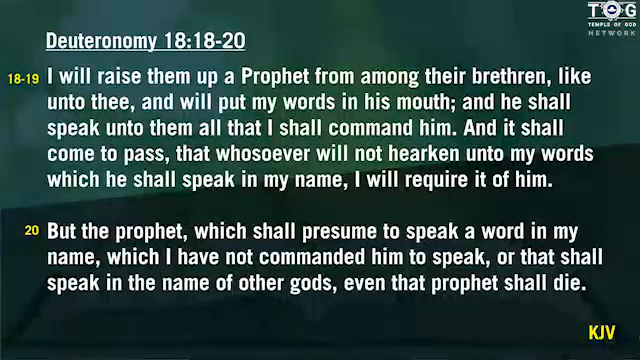 TOG
TEMPLE OF GOD
NETWORK
Deuteronomy 18:18-20
18-19 I will raise them up a Prophet from among their brethren, like
unto thee, and will put my words in his mouth; and he shall
speak unto them all that I shall command him. And it shall
come to pass, that whosoever will not hearken unto my words
which he shall speak in my name, I will require it of him.
20 But the prophet, which shall presume to speak a word in my
name, which I have not commanded him to speak, or that shall
speak in the name of other gods, even that prophet shall die.
KJV